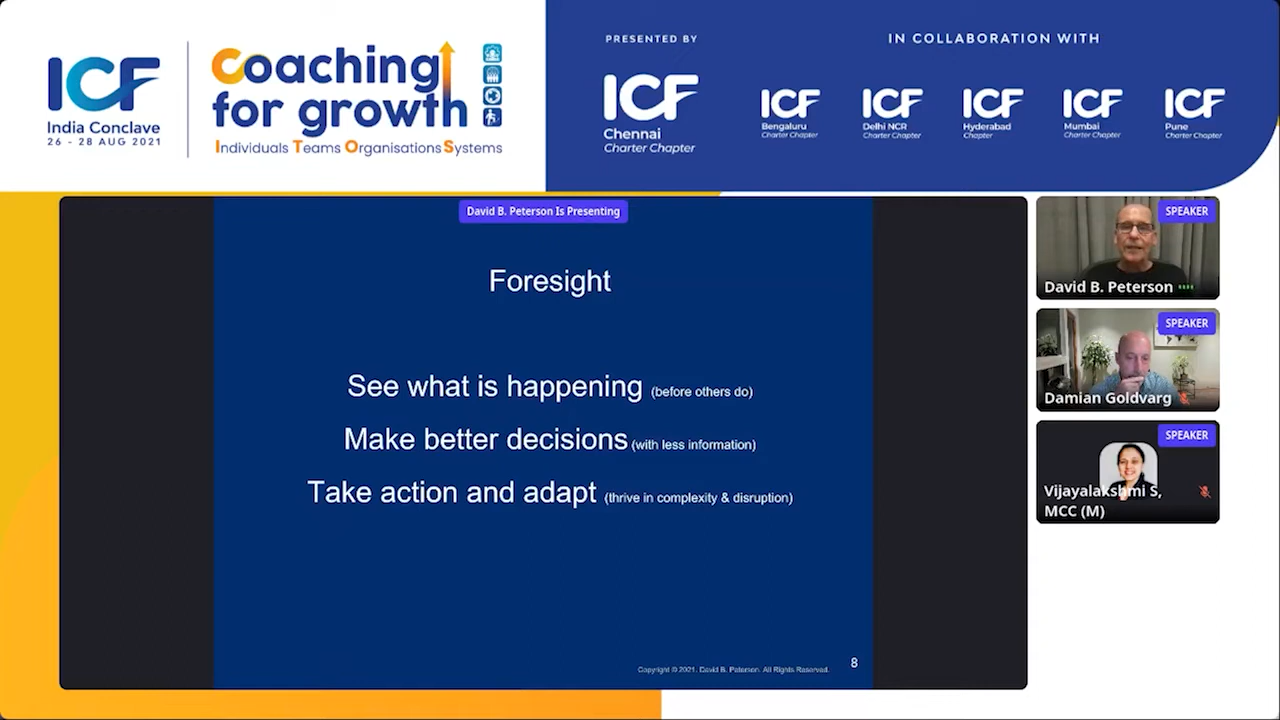 ICF
India Conclave
26 - 28 AUG 2021
Coaching
for growth
Individuals Teams Organisations Systems
PRESENTED BY
ICF
Chennai
Charter Chapter
IN COLLABORATION WITH
ICF
Bengaluru
Charter Chapter
ICF
Delhi NCR
Charter Chapter
ICF
Hyderabad
Chapter
ICF
Mumbai
Charter Chapter
ICF
Pune
Charter Chapter
David B. Peterson Is Presenting
Foresight
See what is happening (before others do)
Make better decisions (with less information)
Take action and adapt (thrive in complexity & disruption)
Copyright © 2021. David B. Peterson. All Rights Reserved.
8
SPEAKER
David B. Peterson
SPEAKER
Damian Goldvarg
SPEAKER
Vijayalakshmi S,
MCC (M)